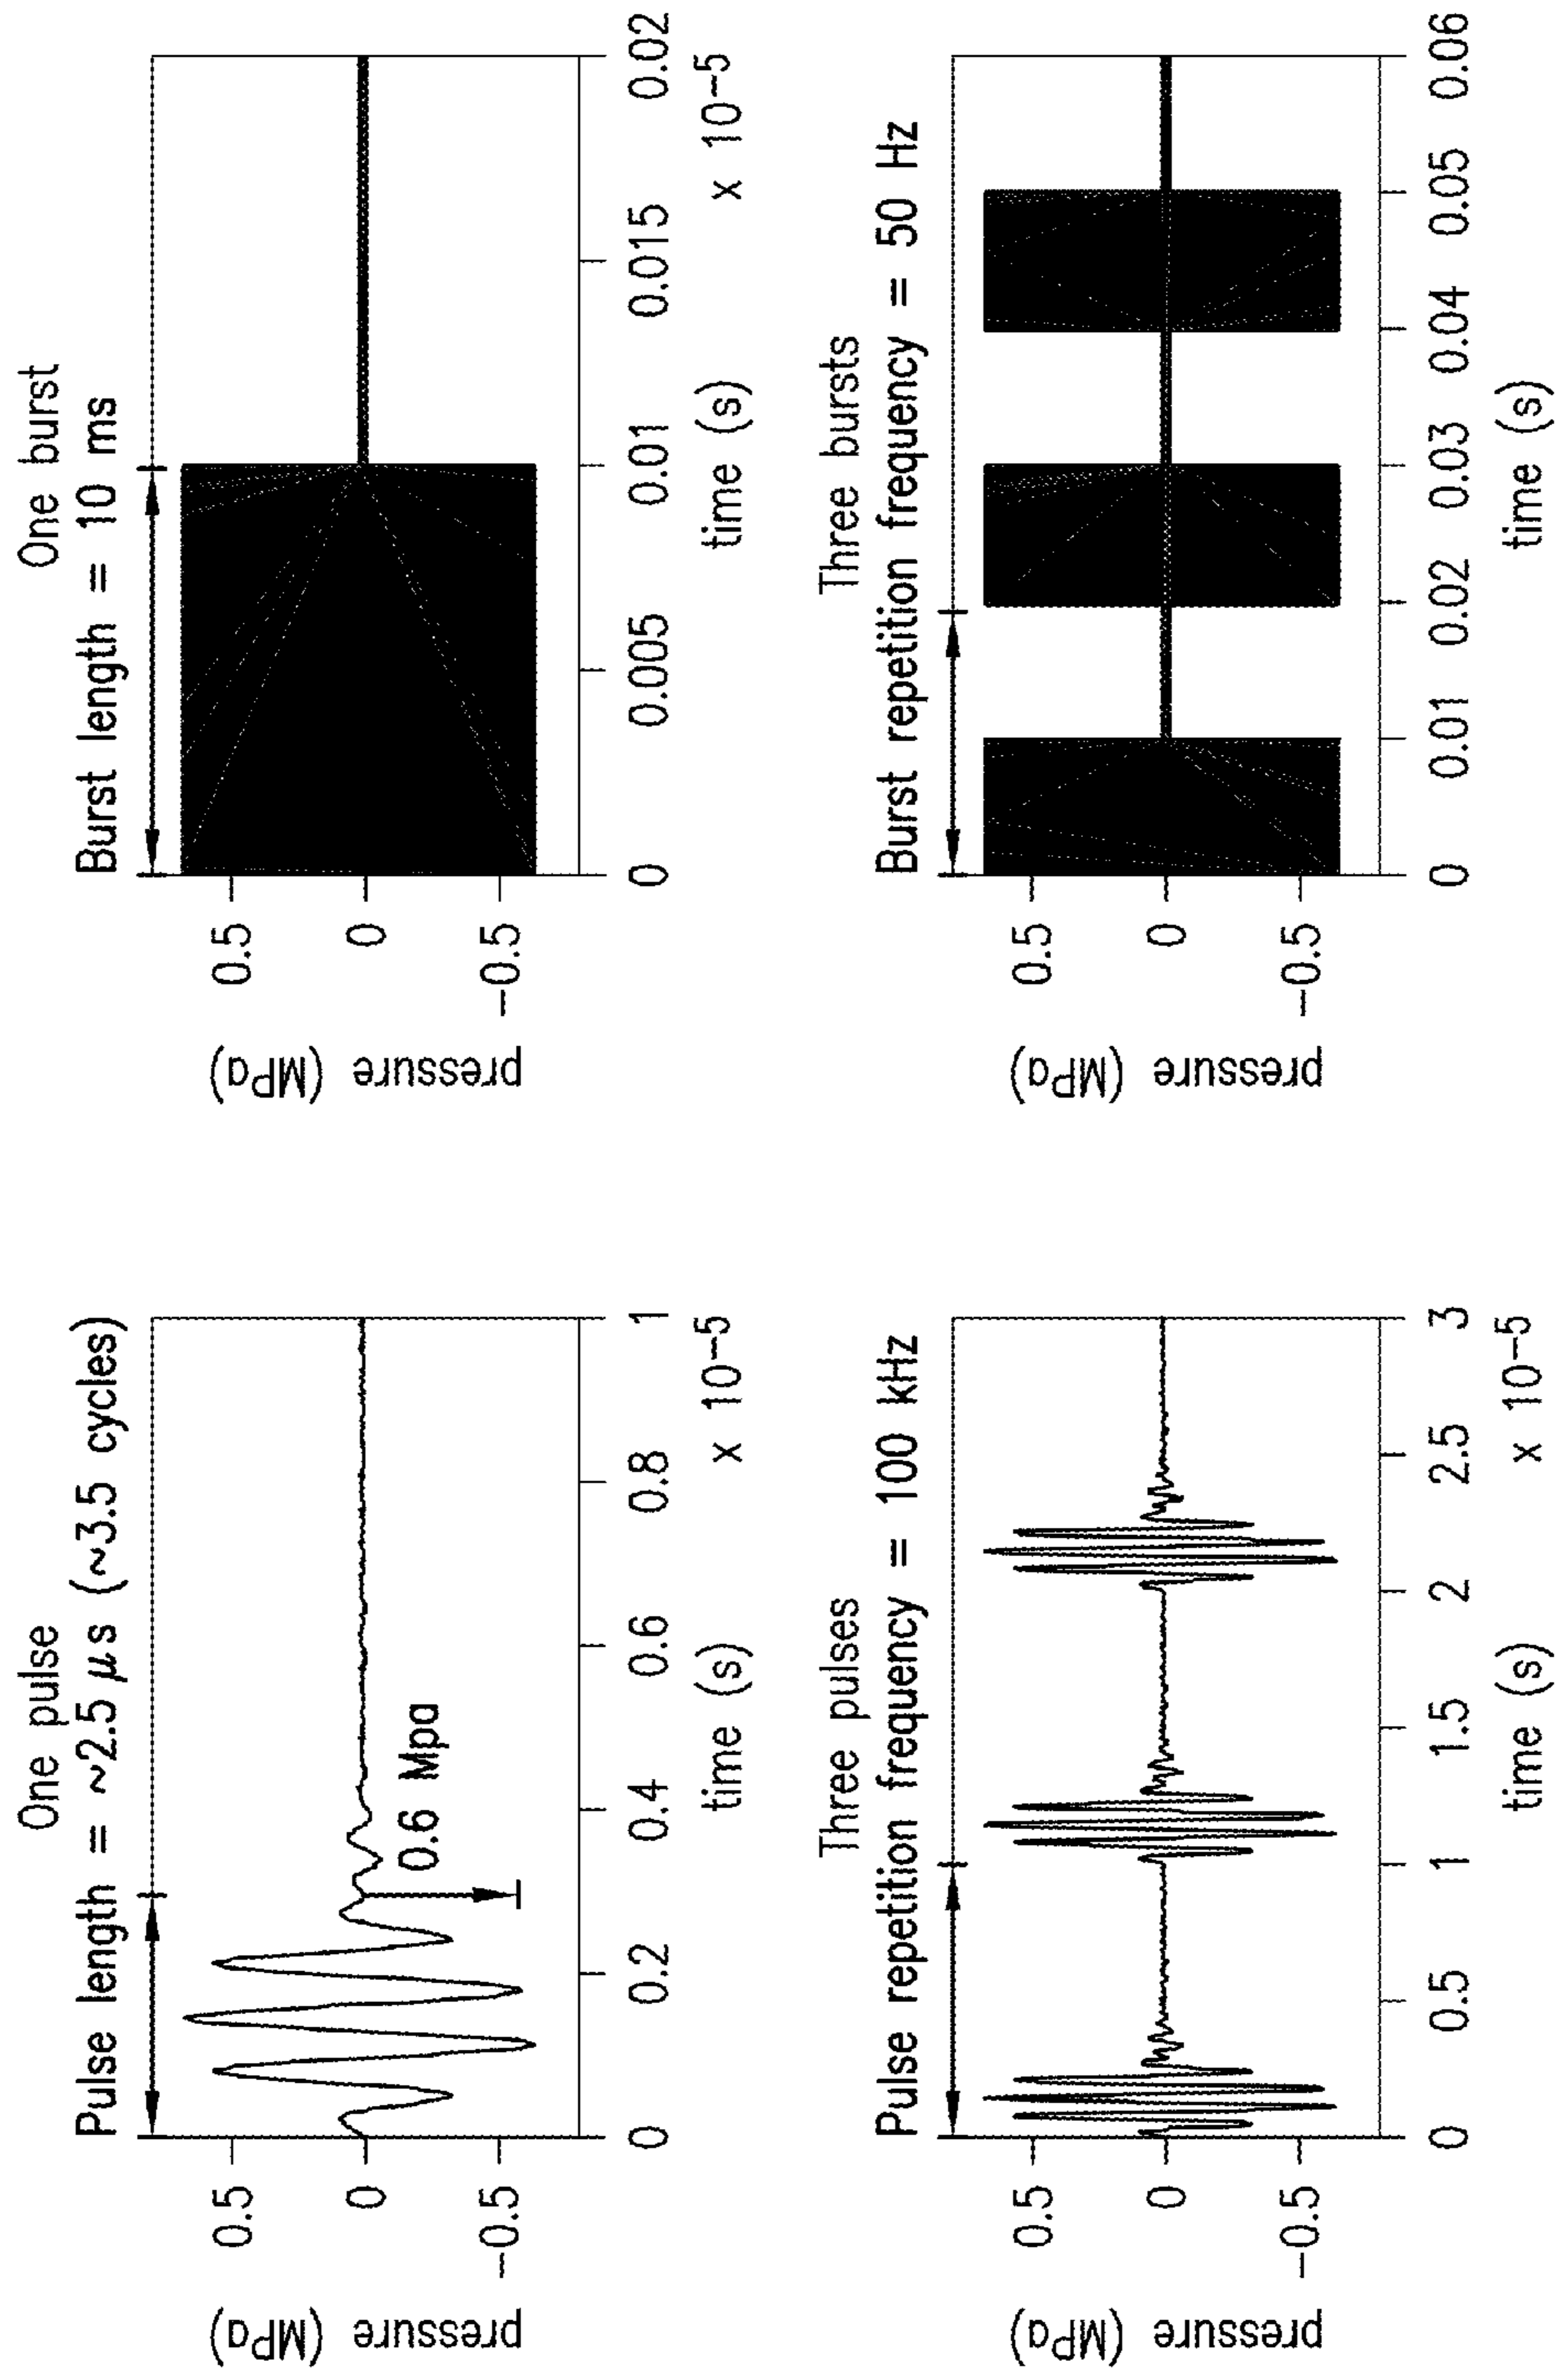 One pulse
Pulse length = ~2.5 μs (~3.5 cycles)
pressure (MPa)
0.5
0
-0.5
0.6 Mpa
0 0.2 0.4 0.6 0.8 1
time (s) x 10-5
One burst
Burst length = 10 ms
pressure (MPa)
0.5
0
-0.5
0 0.005 0.01 0.015 0.02
time (s) x 10-5
Three pulses
Pulse repetition frequency = 100 kHz
pressure (MPa)
0.5
0
-0.5
0 0.5 1 1.5 2 2.5 3
time (s) x 10-5
Three bursts
Burst repetition frequency = 50 Hz
pressure (MPa)
0.5
0
-0.5
0 0.01 0.02 0.03 0.04 0.05 0.06
time (s)